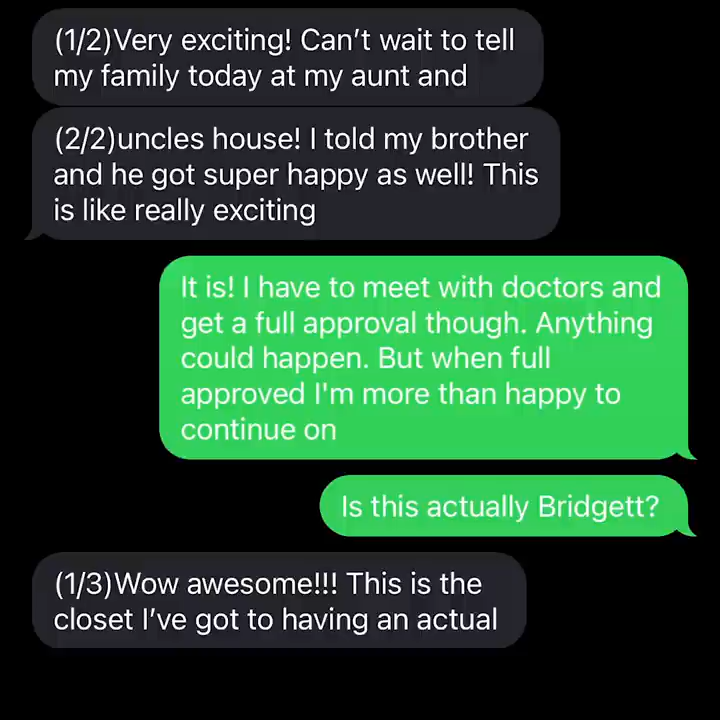 (1/2)Very exciting! Can’t wait to tell
my family today at my aunt and
(2/2)uncles house! I told my brother
and he got super happy as well! This
is like really exciting
It is! I have to meet with doctors and
get a full approval though. Anything
could happen. But when full
approved I'm more than happy to
continue on
Is this actually Bridgett?
(1/3)Wow awesome!!! This is the
closet I’ve got to having an actual